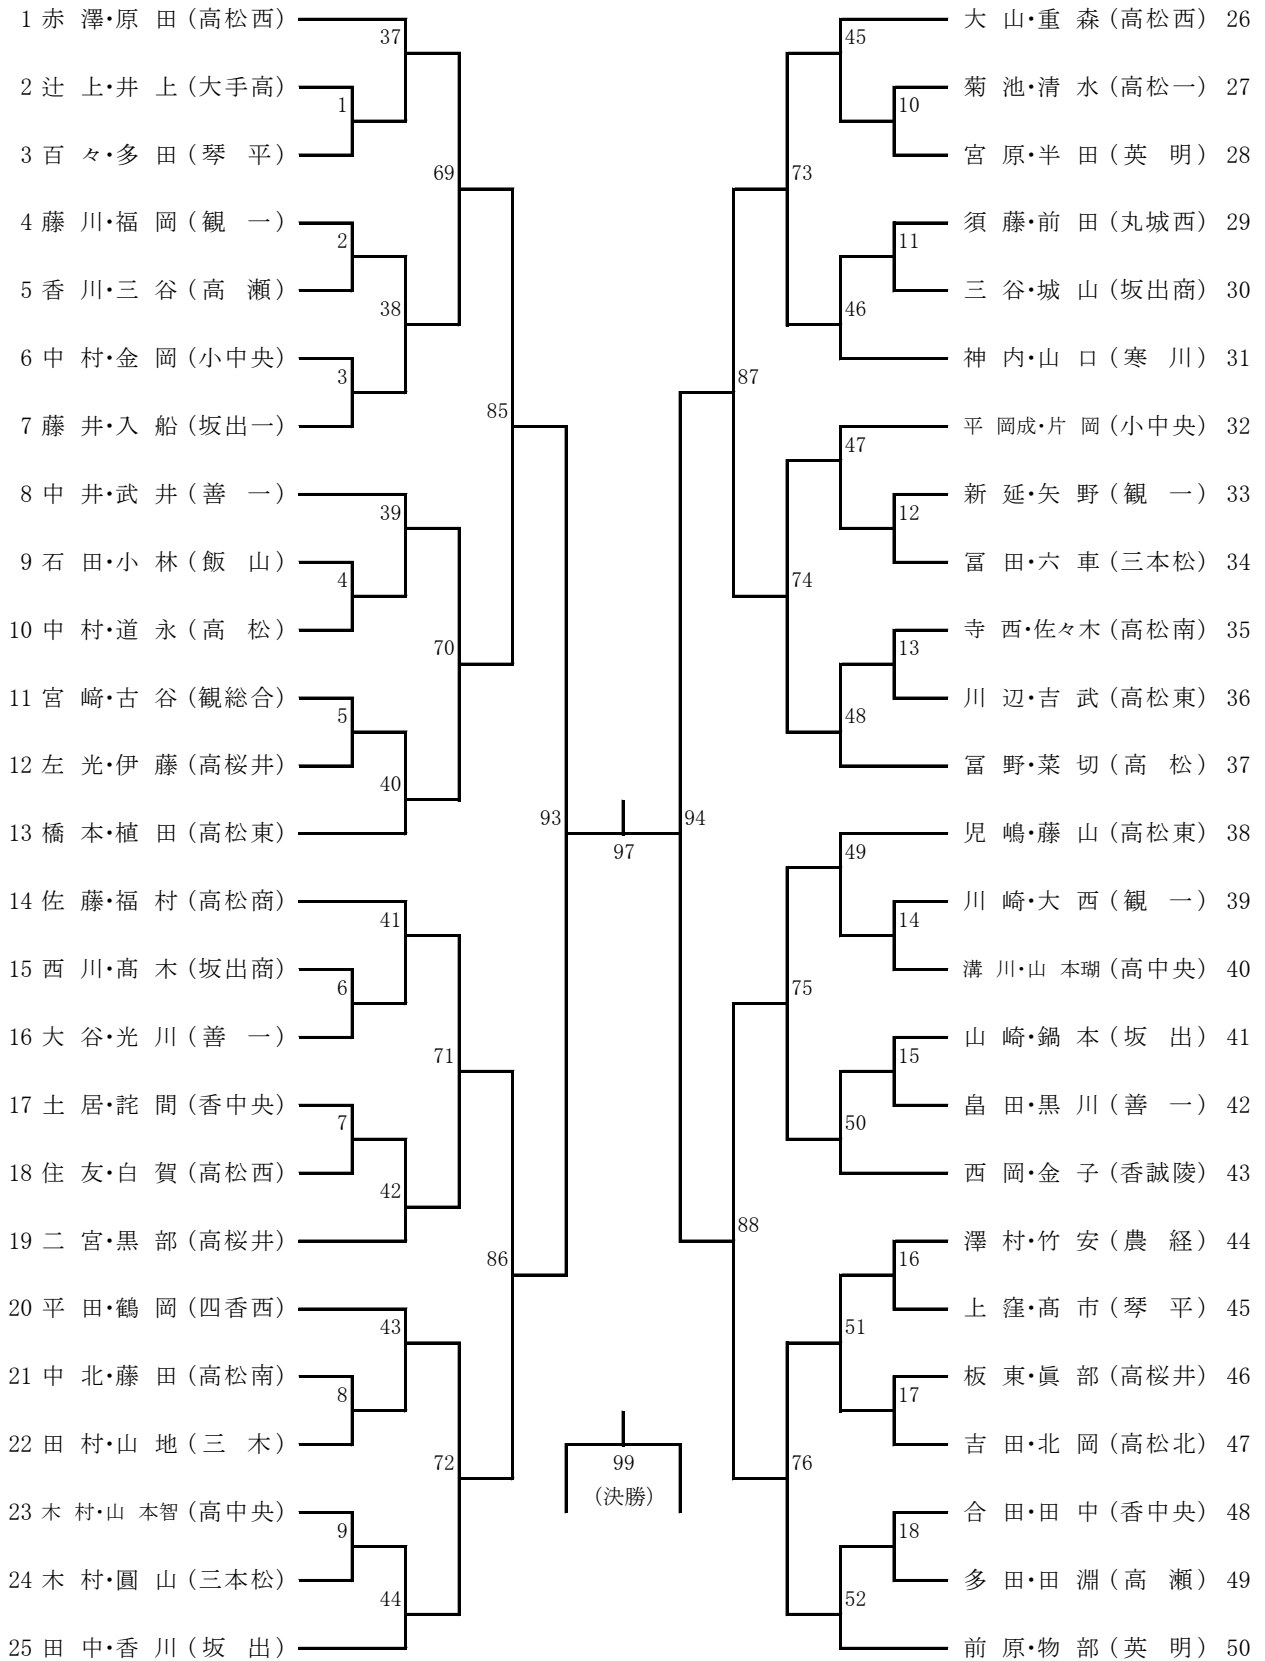 1 赤 澤・原 田 (高松西)
37
2 辻 上・井 上 (大手高)
1
3 百 々・多 田 (琴 平)
69
4 藤 川・福 岡 (観 一)
2
5 香 川・三 谷 (高 瀬)
38
6 中 村・金 岡 (小中央)
3
7 藤 井・入 船 (坂出一)
85
8 中 井・武 井 (善 一)
39
9 石 田・小 林 (飯 山)
4
10 中 村・道 永 (高 松)
70
11 宮 﨑・古 谷 (観総合)
5
12 左 光・伊 藤 (高桜井)
40
13 橋 本・植 田 (高松東)
93
14 佐 藤・福 村 (高松商)
41
15 西 川・髙 木 (坂出商)
6
16 大 谷・光 川 (善 一)
71
17 土 居・詫 間 (香中央)
7
18 住 友・白 賀 (高松西)
42
19 二 宮・黒 部 (高桜井)
86
20 平 田・鶴 岡 (四香西)
43
21 中 北・藤 田 (高松南)
8
22 田 村・山 地 (三 木)
72
23 木 村・山 本智 (高中央)
9
24 木 村・圓 山 (三本松)
44
25 田 中・香 川 (坂 出)
97
99
(決勝)
大 山・重 森 (高松西) 26
45
菊 池・清 水 (高松一) 27
10
宮 原・半 田 (英 明) 28
73
須 藤・前 田 (丸城西) 29
11
三 谷・城 山 (坂出商) 30
46
神 内・山 口 (寒 川) 31
87
平 岡成・片 岡 (小中央) 32
47
新 延・矢 野 (観 一) 33
12
冨 田・六 車 (三本松) 34
74
寺 西・佐々木 (高松南) 35
13
川 辺・吉 武 (高松東) 36
48
冨 野・菜 切 (高 松) 37
94
児 嶋・藤 山 (高松東) 38
49
川 崎・大 西 (観 一) 39
14
溝 川・山 本瑚 (高中央) 40
75
山 崎・鍋 本 (坂 出) 41
15
畠 田・黒 川 (善 一) 42
50
西 岡・金 子 (香誠陵) 43
88
澤 村・竹 安 (農 経) 44
16
上 窪・髙 市 (琴 平) 45
51
板 東・眞 部 (高桜井) 46
17
吉 田・北 岡 (高松北) 47
76
合 田・田 中 (香中央) 48
18
多 田・田 淵 (高 瀬) 49
52
前 原・物 部 (英 明) 50